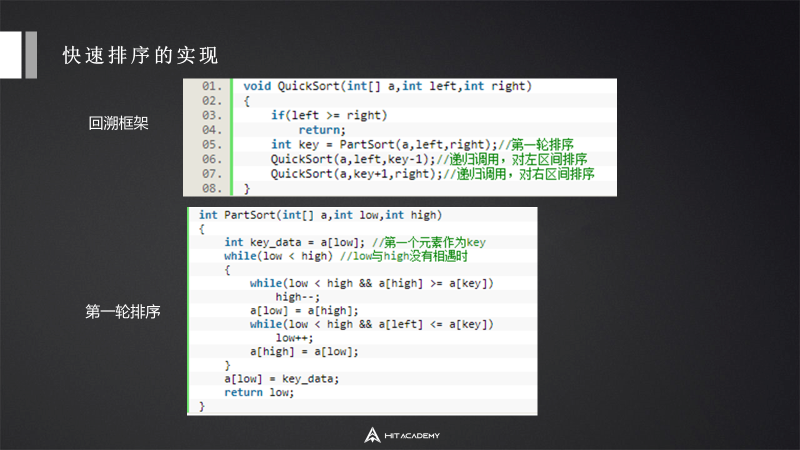 快速排序的实现
回溯框架
01. void QuickSort(int[] a,int left,int right)
02. {
03.     if(left >= right)
04.         return;
05.     int key = PartSort(a,left,right);//第一轮排序
06.     QuickSort(a,left,key-1);//递归调用，对左区间排序
07.     QuickSort(a,key+1,right);//递归调用，对右区间排序
08. }
第一轮排序
int PartSort(int[] a,int low,int high)
{
    int key_data = a[low]; //第一个元素作为key
    while(low < high) //low与high没有相遇时
    {
        while(low < high && a[high] >= a[key])
            high--;
        a[low] = a[high];
        while(low < high && a[left] <= a[key])
            low++;
        a[high] = a[low];
    }
    a[low] = key_data;
    return low;
}
HIT ACADEMY